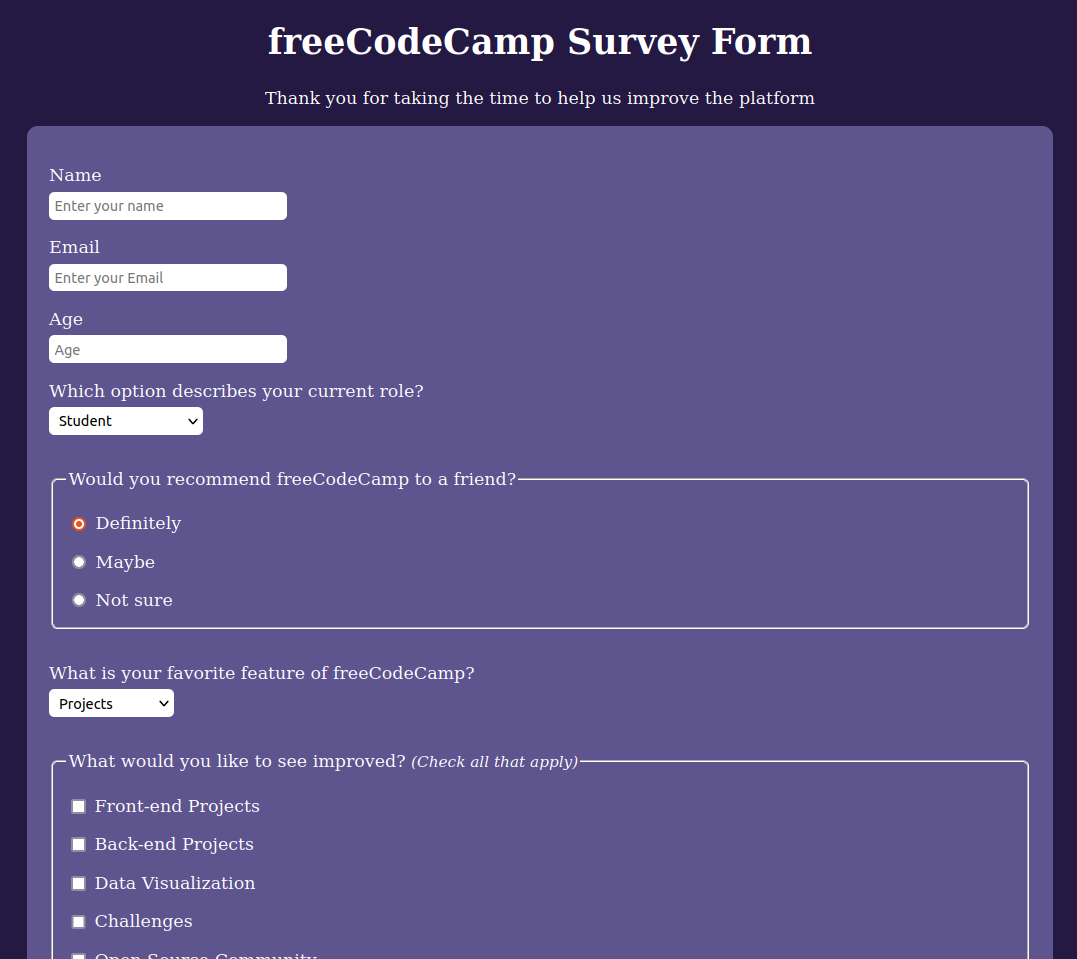 freeCodeCamp Survey Form
Thank you for taking the time to help us improve the platform
Name
Enter your name
Email
Enter your Email
Age
Age
Which option describes your current role?
Student
Would you recommend freeCodeCamp to a friend?
Definitely
Maybe
Not sure
What is your favorite feature of freeCodeCamp?
Projects
What would you like to see improved? (Check all that apply)
Front-end Projects
Back-end Projects
Data Visualization
Challenges
Open Source Community